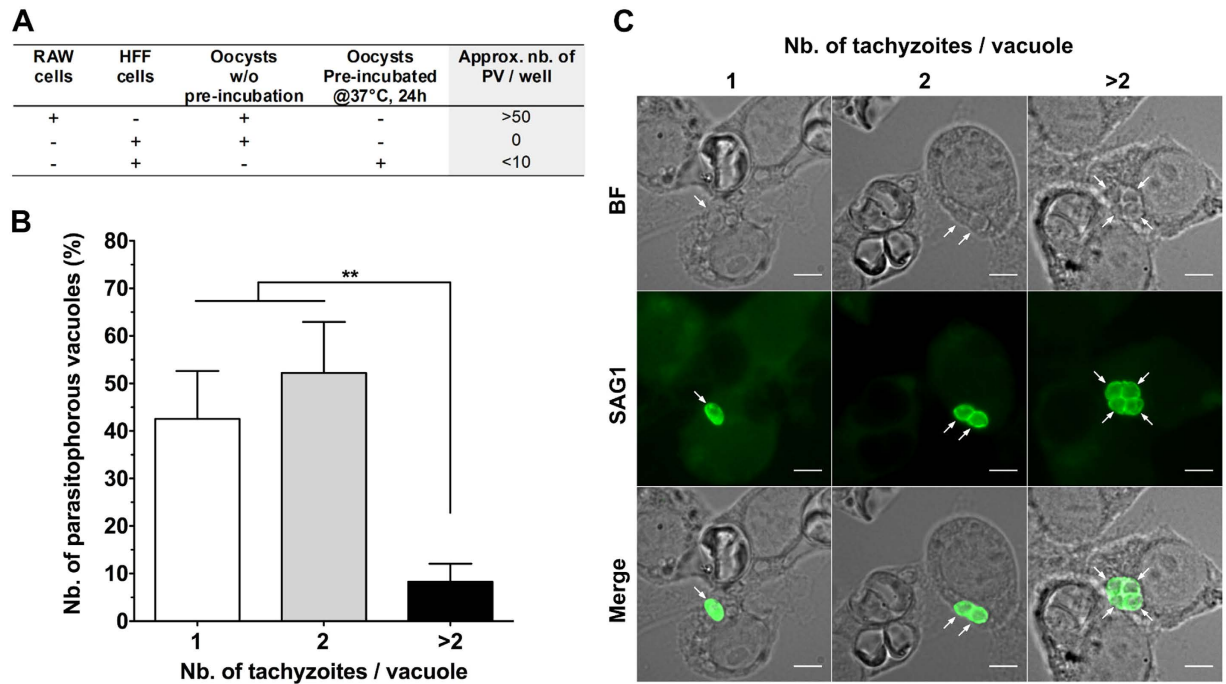 A
RAW cells HFF cells Oocysts w/o pre-incubation Oocysts Pre-incubated @37°C, 24h Approx. nb. of PV / well
+ - + - >50
- + + - 0
- + - + <10
B
Nb. of parasitophorous vacuoles (%)
80
70
60
50
40
30
20
10
0
**
1 2 >2
Nb. of tachyzoites / vacuole
C
Nb. of tachyzoites / vacuole
1 2 >2
BF
SAG1
Merge